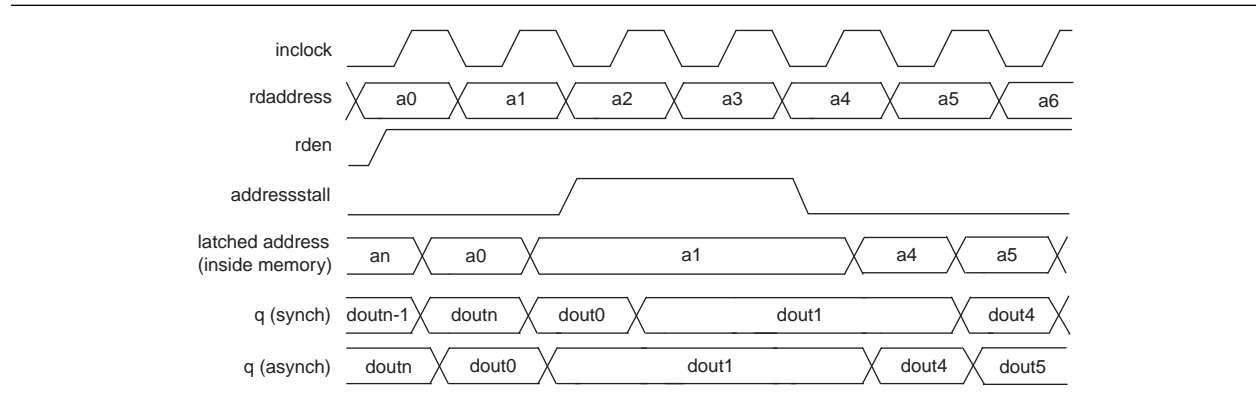 inclock
rdaddress a0 a1 a2 a3 a4 a5 a6
rden
addressstall
latched address
(inside memory) an a0 a1 a4 a5
q (synch) doutn-1 doutn dout0 dout1 dout4
q (asynch) doutn dout0 dout1 dout4 dout5